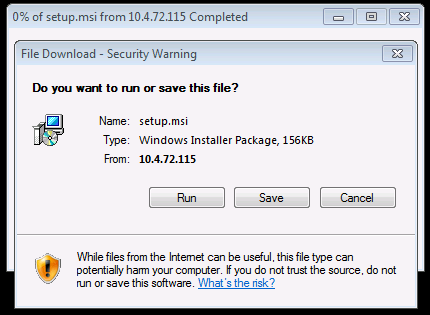 0% of setup.msi from 10.4.72.115 Completed
File Download - Security Warning
Do you want to run or save this file?
Name: setup.msi
Type: Windows Installer Package, 156KB
From: 10.4.72.115
Run Save Cancel
While files from the Internet can be useful, this file type can
potentially harm your computer. If you do not trust the source, do not
run or save this software. What's the risk?